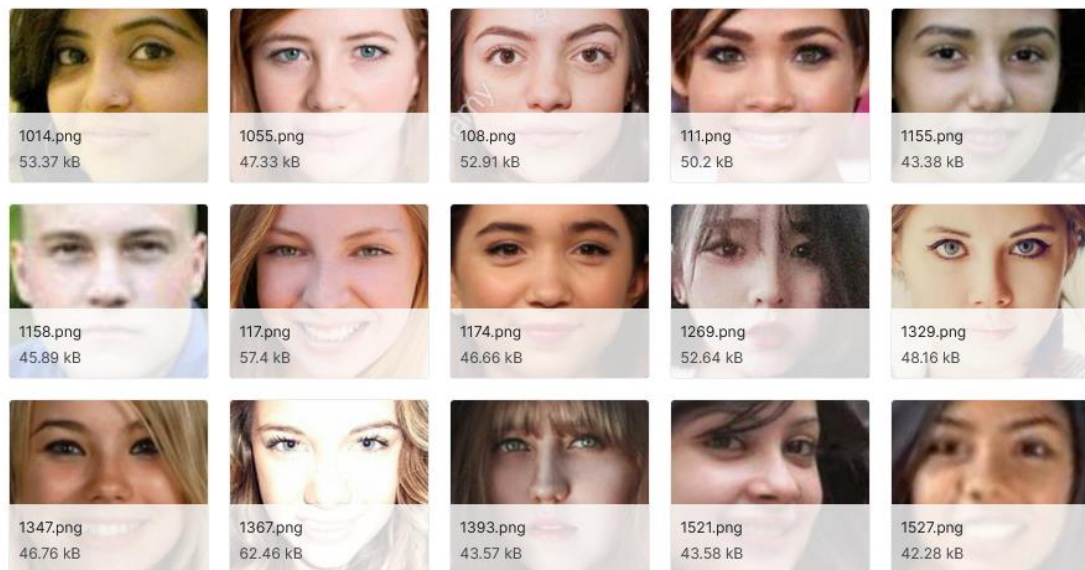 1014.png
53.37 kB
1055.png
47.33 kB
108.png
52.91 kB
111.png
50.2 kB
1155.png
43.38 kB
1158.png
45.89 kB
117.png
57.4 kB
1174.png
46.66 kB
1269.png
52.64 kB
1329.png
48.16 kB
1347.png
46.76 kB
1367.png
62.46 kB
1393.png
43.57 kB
1521.png
43.58 kB
1527.png
42.28 kB